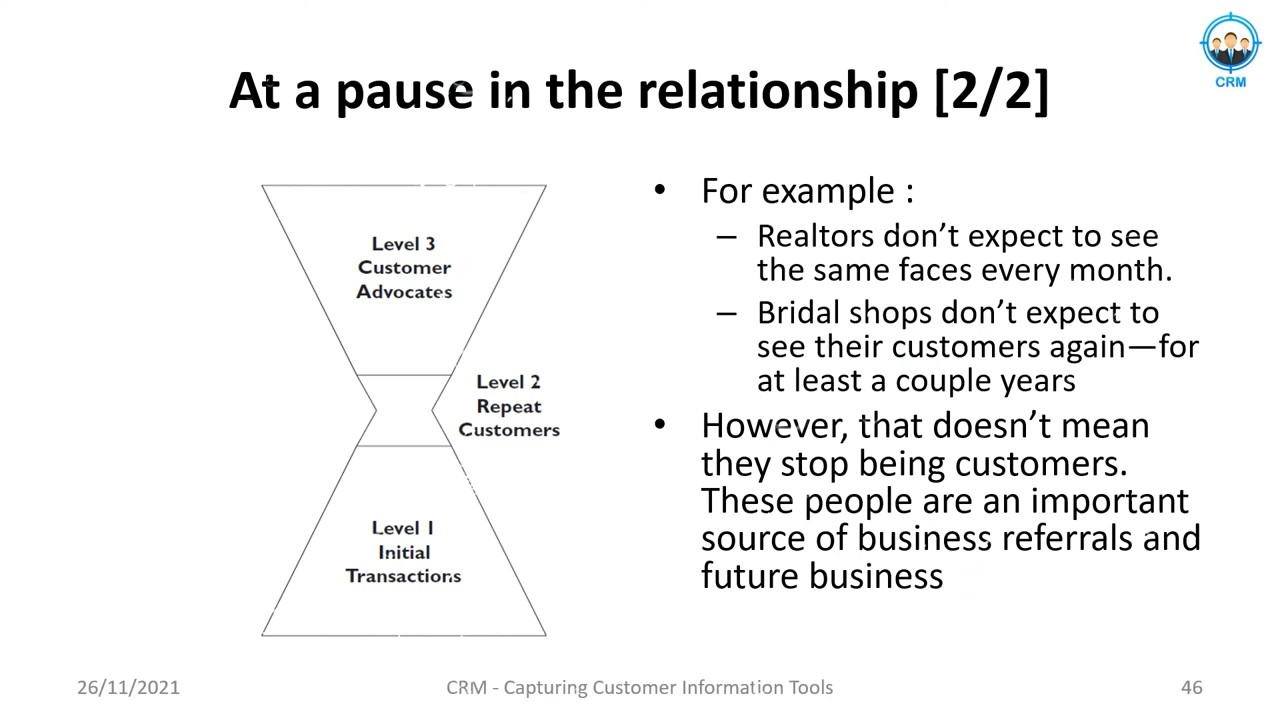 CRM
At a pause in the relationship [2/2]
Level 3
Customer
Advocates
Level 2
Repeat
Customers
Level 1
Initial
Transactions
• For example :
– Realtors don’t expect to see
the same faces every month.
– Bridal shops don’t expect to
see their customers again—for
at least a couple years
• However, that doesn’t mean
they stop being customers.
These people are an important
source of business referrals and
future business
26/11/2021
CRM - Capturing Customer Information Tools
46